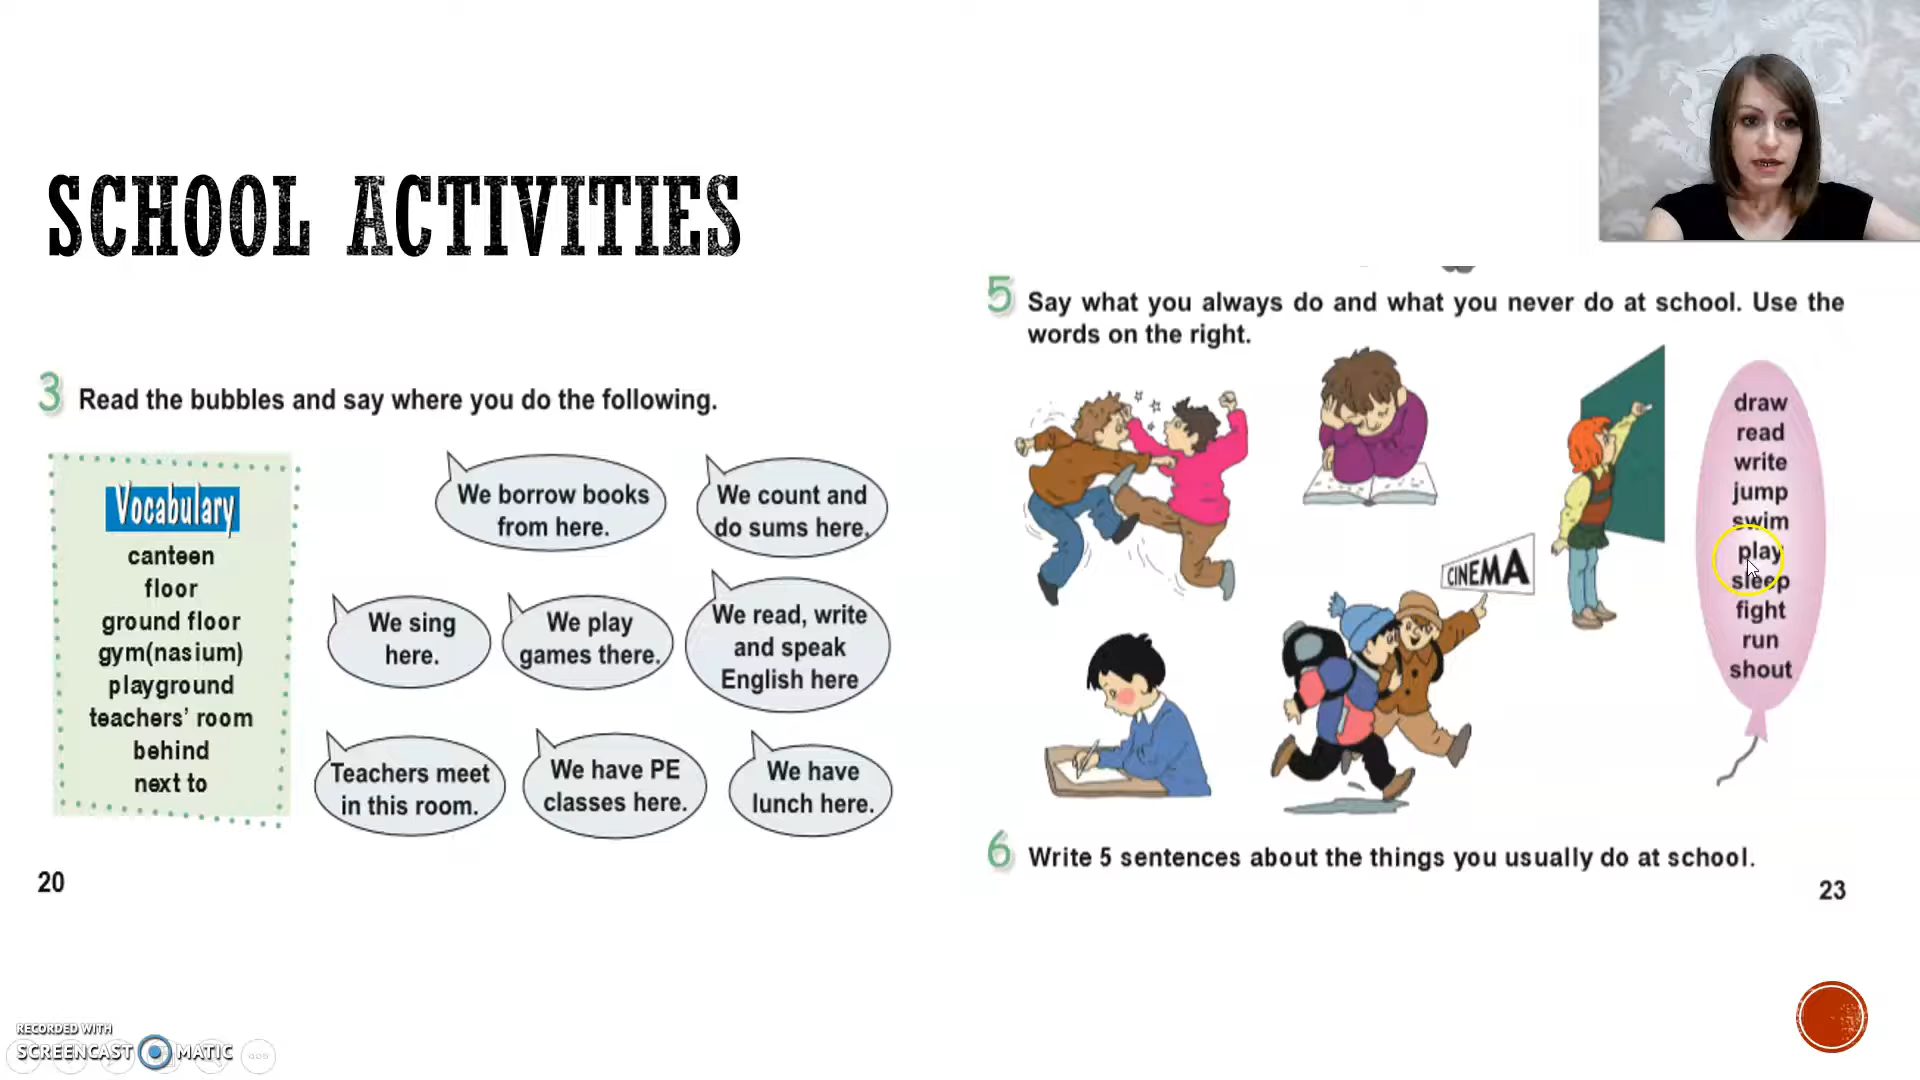 SCHOOL ACTIVITIES
3 Read the bubbles and say where you do the following.
Vocabulary
canteen
floor
ground floor
gym(nasium)
playground
teachers' room
behind
next to
We borrow books
from here.
We count and
do sums here.
We sing
here.
We play
games there.
We read, write
and speak
English here
Teachers meet
in this room.
We have PE
classes here.
We have
lunch here.
20
5 Say what you always do and what you never do at school. Use the
words on the right.
CINEMA
draw
read
write
jump
swim
play
sleep
fight
run
shout
6 Write 5 sentences about the things you usually do at school.
23
RECORDED WITH
SCREENCAST MATIC